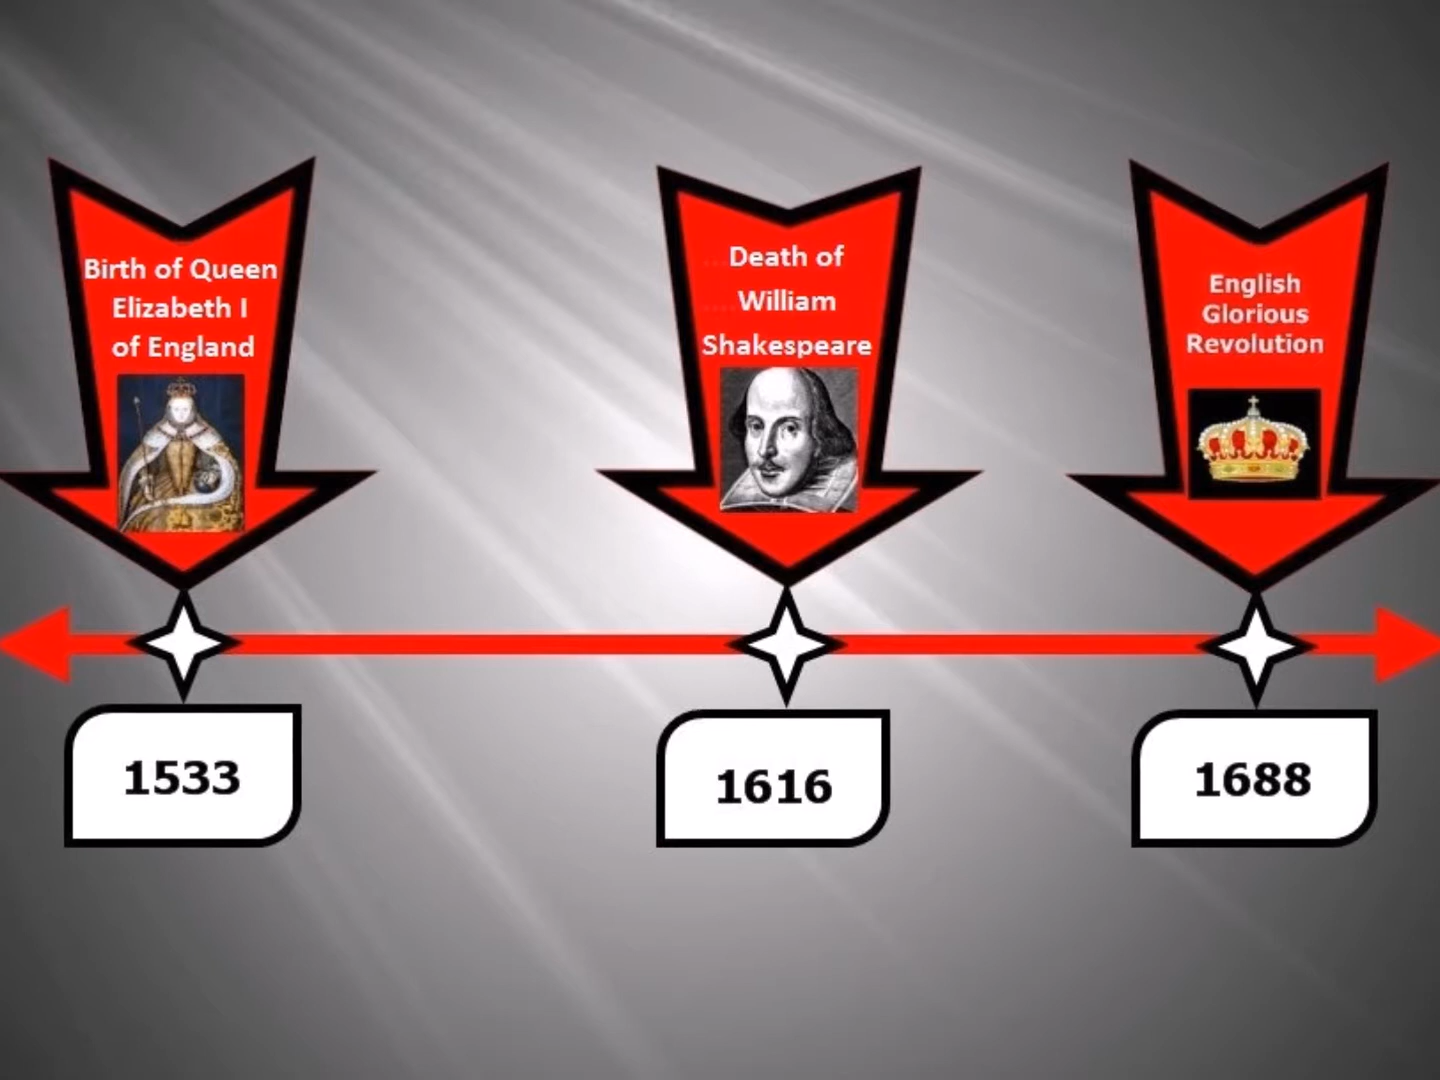 Birth of Queen
Elizabeth I
of England
Death of
William
Shakespeare
English
Glorious
Revolution
1533
1616
1688